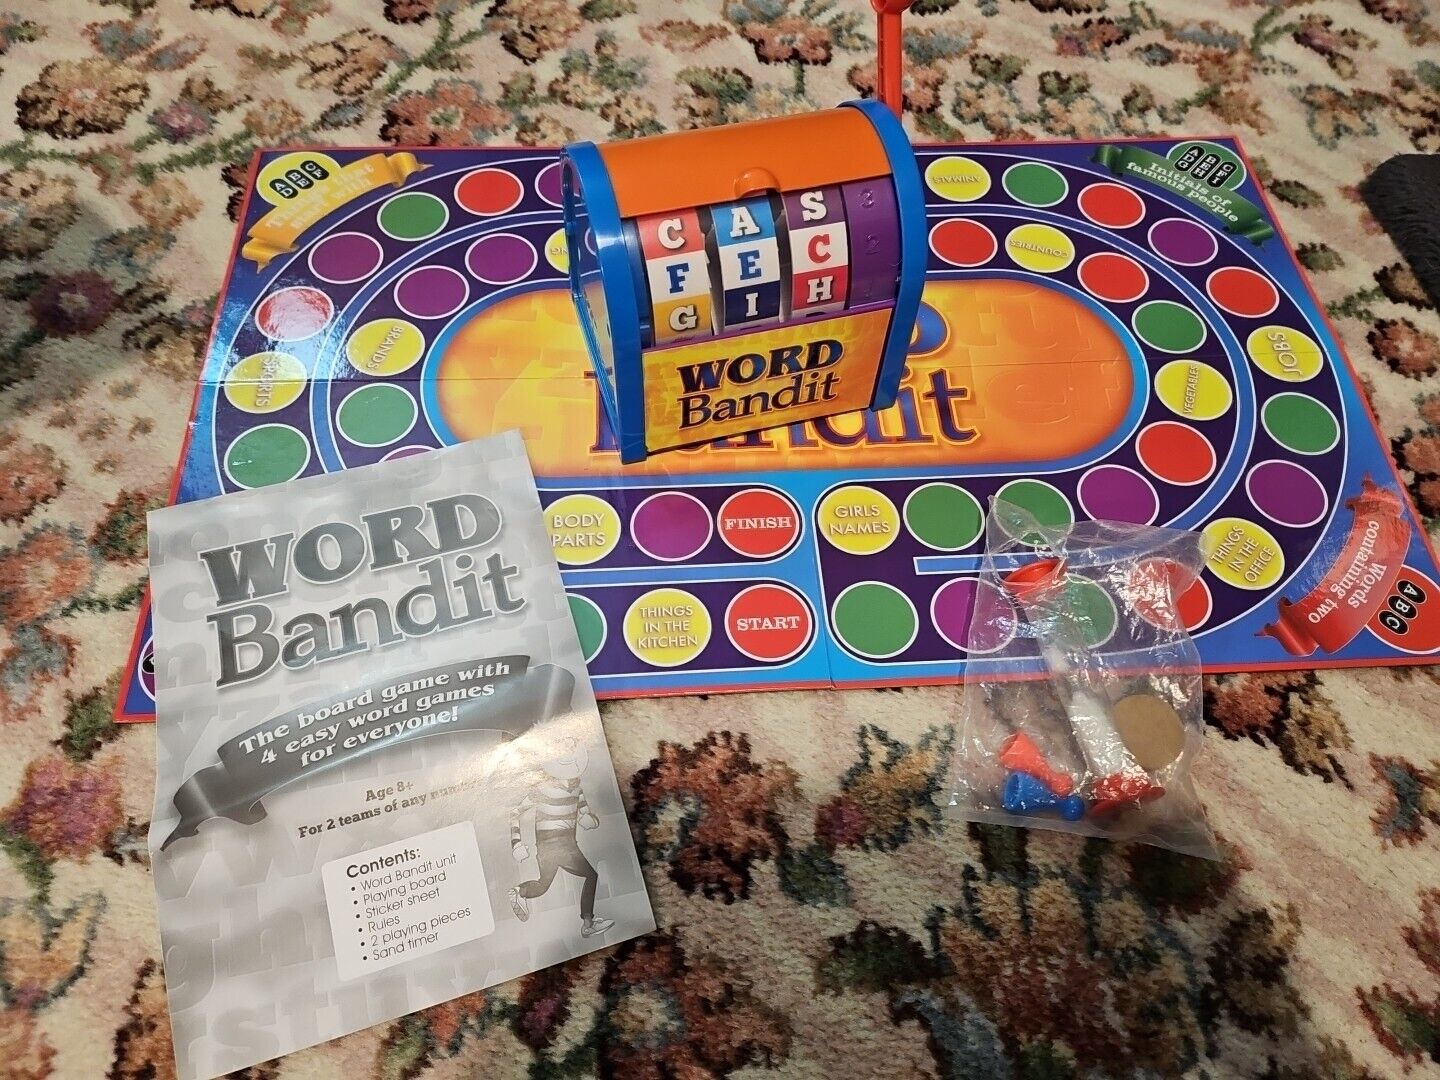 A B C
D E F
A B C
D E F
G H I
Initials of
famous people
ANIMALS
COUNTRIES
C A S 3
F E C 2
G I H 1
WORD
Bandit
BRANDS
SPORTS
JOBS
VEGETABLES
BODY
PARTS
FINISH
GIRLS
NAMES
THINGS
IN THE
OFFICE
THINGS
IN THE
KITCHEN
START
Words
containing two
A B C
WORD
Bandit
The board game with
4 easy word games
for everyone!
Age 8+
For 2 teams of any
Contents:
• Word Bandit unit
• Playing board
• Sticker sheet
• Rules
• 2 playing pieces
• Sand timer